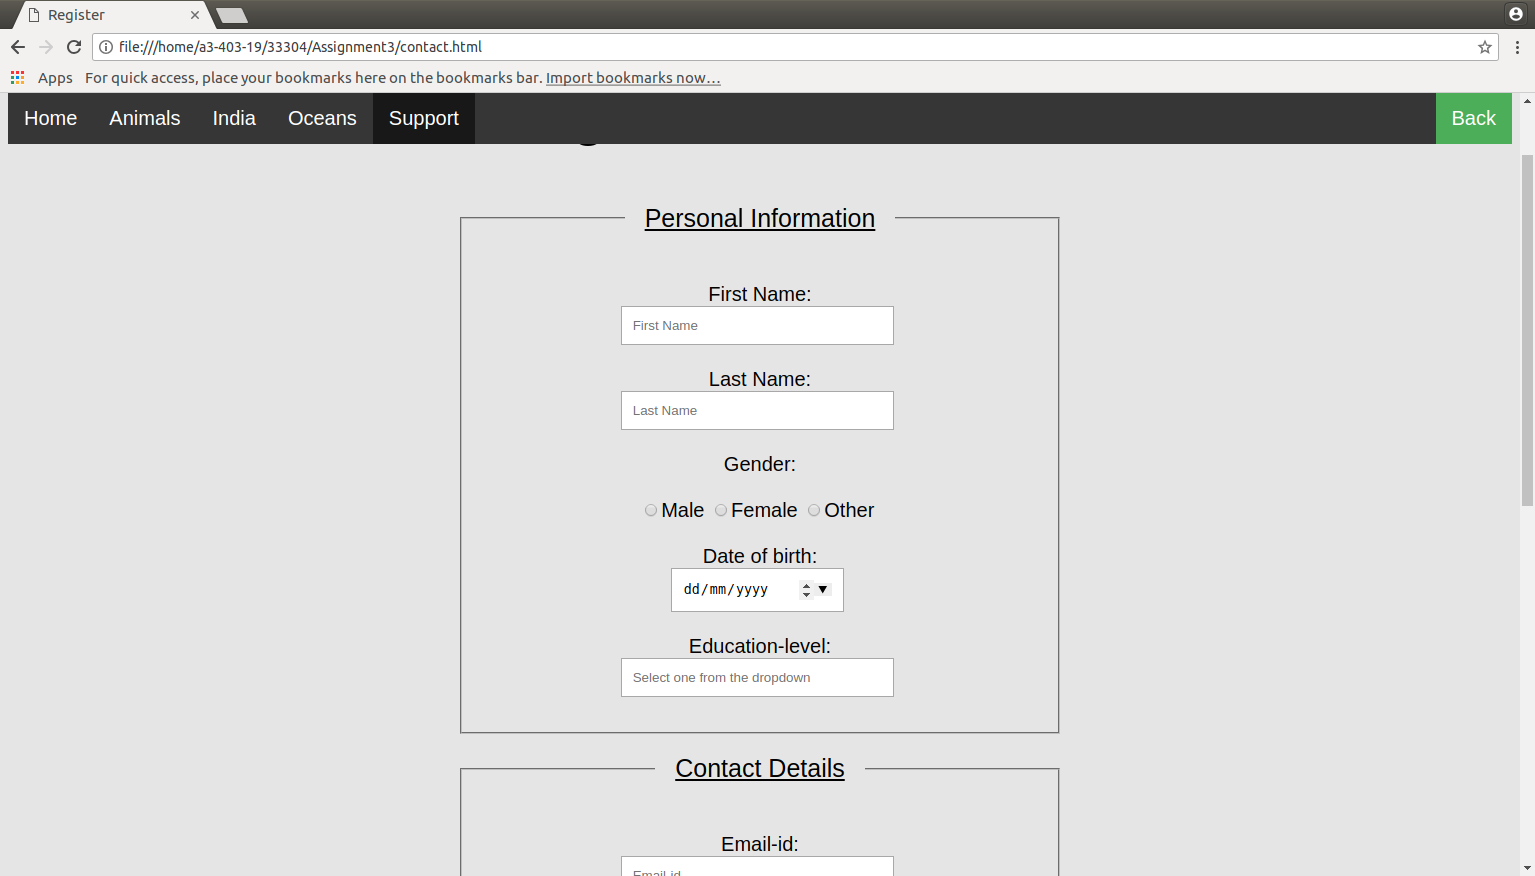 Register
file:///home/a3-403-19/33304/Assignment3/contact.html
Apps For quick access, place your bookmarks here on the bookmarks bar. Import bookmarks now...
Home Animals India Oceans Support Back
Personal Information
First Name:
First Name
Last Name:
Last Name
Gender:
Male Female Other
Date of birth:
dd/mm/yyyy
Education-level:
Select one from the dropdown
Contact Details
Email-id:
Email-id